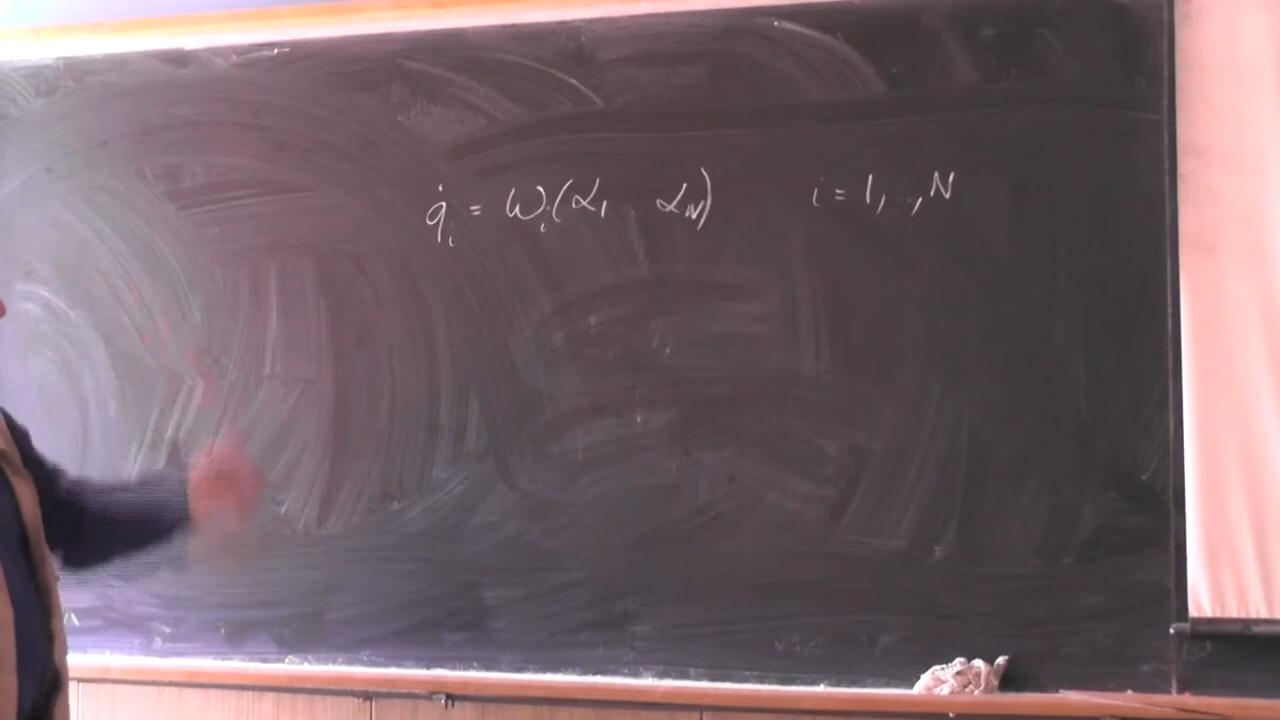 q̇ᵢ = ωᵢ(α₁ .. α_N) i = 1,..,N